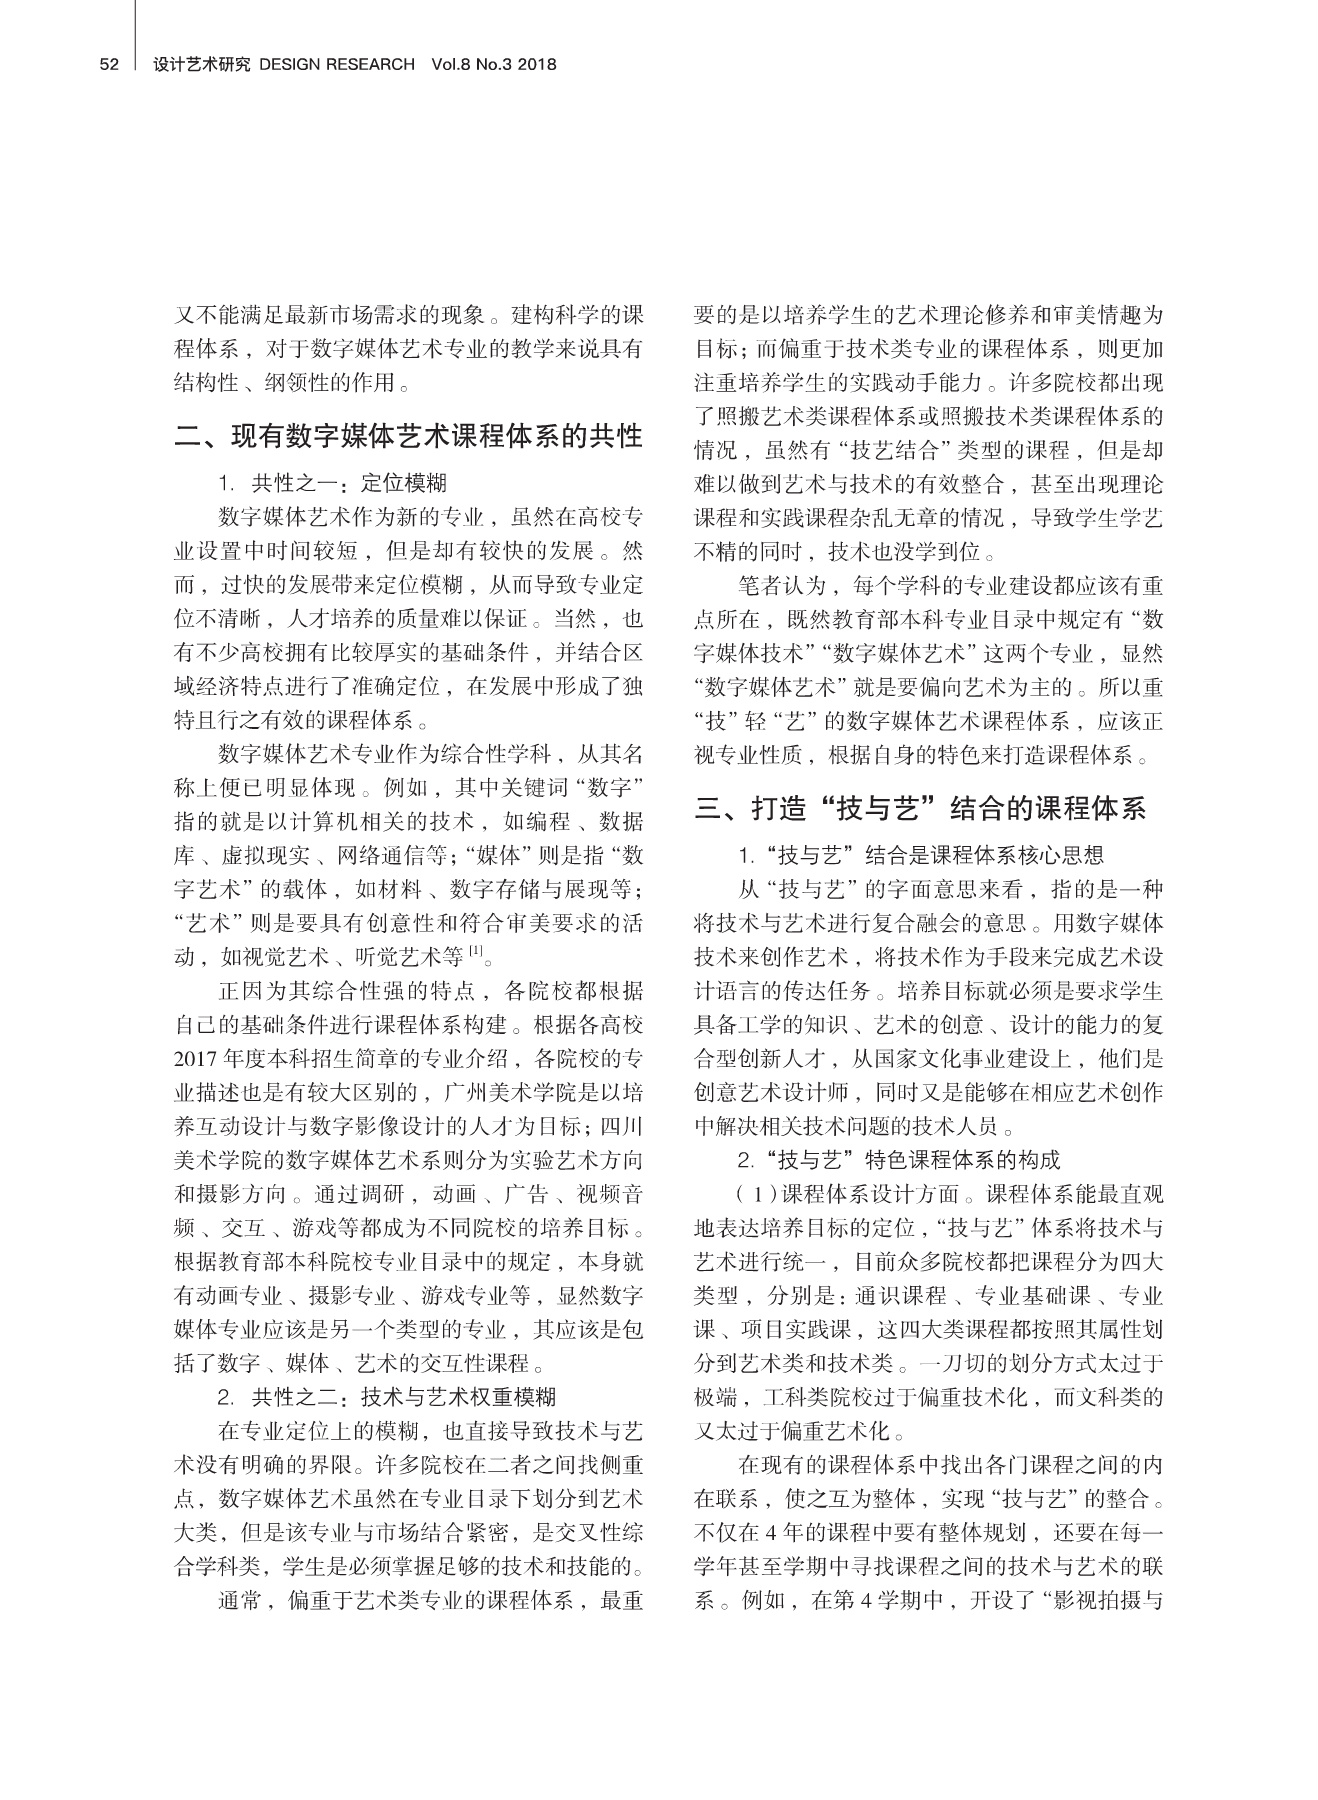 52 设计艺术研究 DESIGN RESEARCH Vol.8 No.3 2018
又不能满足最新市场需求的现象。建构科学的课
程体系，对于数字媒体艺术专业的教学来说具有
结构性、纲领性的作用。
二、现有数字媒体艺术课程体系的共性
1. 共性之一：定位模糊
数字媒体艺术作为新的专业，虽然在高校专
业设置中时间较短，但是却有较快的发展。然
而，过快的发展带来定位模糊，从而导致专业定
位不清晰，人才培养的质量难以保证。当然，也
有不少高校拥有比较厚实的基础条件，并结合区
域经济特点进行了准确定位，在发展中形成了独
特且行之有效的课程体系。
数字媒体艺术专业作为综合性学科，从其名
称上便已明显体现。例如，其中关键词“数字”
指的就是以计算机相关的技术，如编程、数据
库、虚拟现实、网络通信等；“媒体”则是指“数
字艺术”的载体，如材料、数字存储与展现等；
“艺术”则是要具有创意性和符合审美要求的活
动，如视觉艺术、听觉艺术等[1]。
正因为其综合性强的特点，各院校都根据
自己的基础条件进行课程体系构建。根据各高校
2017 年度本科招生简章的专业介绍，各院校的专
业描述也是有较大区别的，广州美术学院是以培
养互动设计与数字影像设计的人才为目标；四川
美术学院的数字媒体艺术系则分为实验艺术方向
和摄影方向。通过调研，动画、广告、视频音
频、交互、游戏等都成为不同院校的培养目标。
根据教育部本科院校专业目录中的规定，本身就
有动画专业、摄影专业、游戏专业等，显然数字
媒体专业应该是另一个类型的专业，其应该是包
括了数字、媒体、艺术的交互性课程。
2. 共性之二：技术与艺术权重模糊
在专业定位上的模糊，也直接导致技术与艺
术没有明确的界限。许多院校在二者之间找侧重
点，数字媒体艺术虽然在专业目录下划分到艺术
大类，但是该专业与市场结合紧密，是交叉性综
合学科类，学生是必须掌握足够的技术和技能的。
通常，偏重于艺术类专业的课程体系，最重
要的是以培养学生的艺术理论修养和审美情趣为
目标；而偏重于技术类专业的课程体系，则更加
注重培养学生的实践动手能力。许多院校都出现
了照搬艺术类课程体系或照搬技术类课程体系的
情况，虽然有“技艺结合”类型的课程，但是却
难以做到艺术与技术的有效整合，甚至出现理论
课程和实践课程杂乱无章的情况，导致学生学艺
不精的同时，技术也没学到位。
笔者认为，每个学科的专业建设都应该有重
点所在，既然教育部本科专业目录中规定有“数
字媒体技术”“数字媒体艺术”这两个专业，显然
“数字媒体艺术”就是要偏向艺术为主的。所以重
“技”轻“艺”的数字媒体艺术课程体系，应该正
视专业性质，根据自身的特色来打造课程体系。
三、打造“技与艺”结合的课程体系
1.“技与艺”结合是课程体系核心思想
从“技与艺”的字面意思来看，指的是一种
将技术与艺术进行复合融会的意思。用数字媒体
技术来创作艺术，将技术作为手段来完成艺术设
计语言的传达任务。培养目标就必须是要求学生
具备工学的知识、艺术的创意、设计的能力的复
合型创新人才，从国家文化事业建设上，他们是
创意艺术设计师，同时又是能够在相应艺术创作
中解决相关技术问题的技术人员。
2.“技与艺”特色课程体系的构成
（1）课程体系设计方面。课程体系能最直观
地表达培养目标的定位，“技与艺”体系将技术与
艺术进行统一，目前众多院校都把课程分为四大
类型，分别是：通识课程、专业基础课、专业
课、项目实践课，这四大类课程都按照其属性划
分到艺术类和技术类。一刀切的划分方式太过于
极端，工科类院校过于偏重技术化，而文科类的
又太过于偏重艺术化。
在现有的课程体系中找出各门课程之间的内
在联系，使之互为整体，实现“技与艺”的整合。
不仅在 4 年的课程中要有整体规划，还要在每一
学年甚至学期中寻找课程之间的技术与艺术的联
系。例如，在第 4 学期中，开设了“影视拍摄与